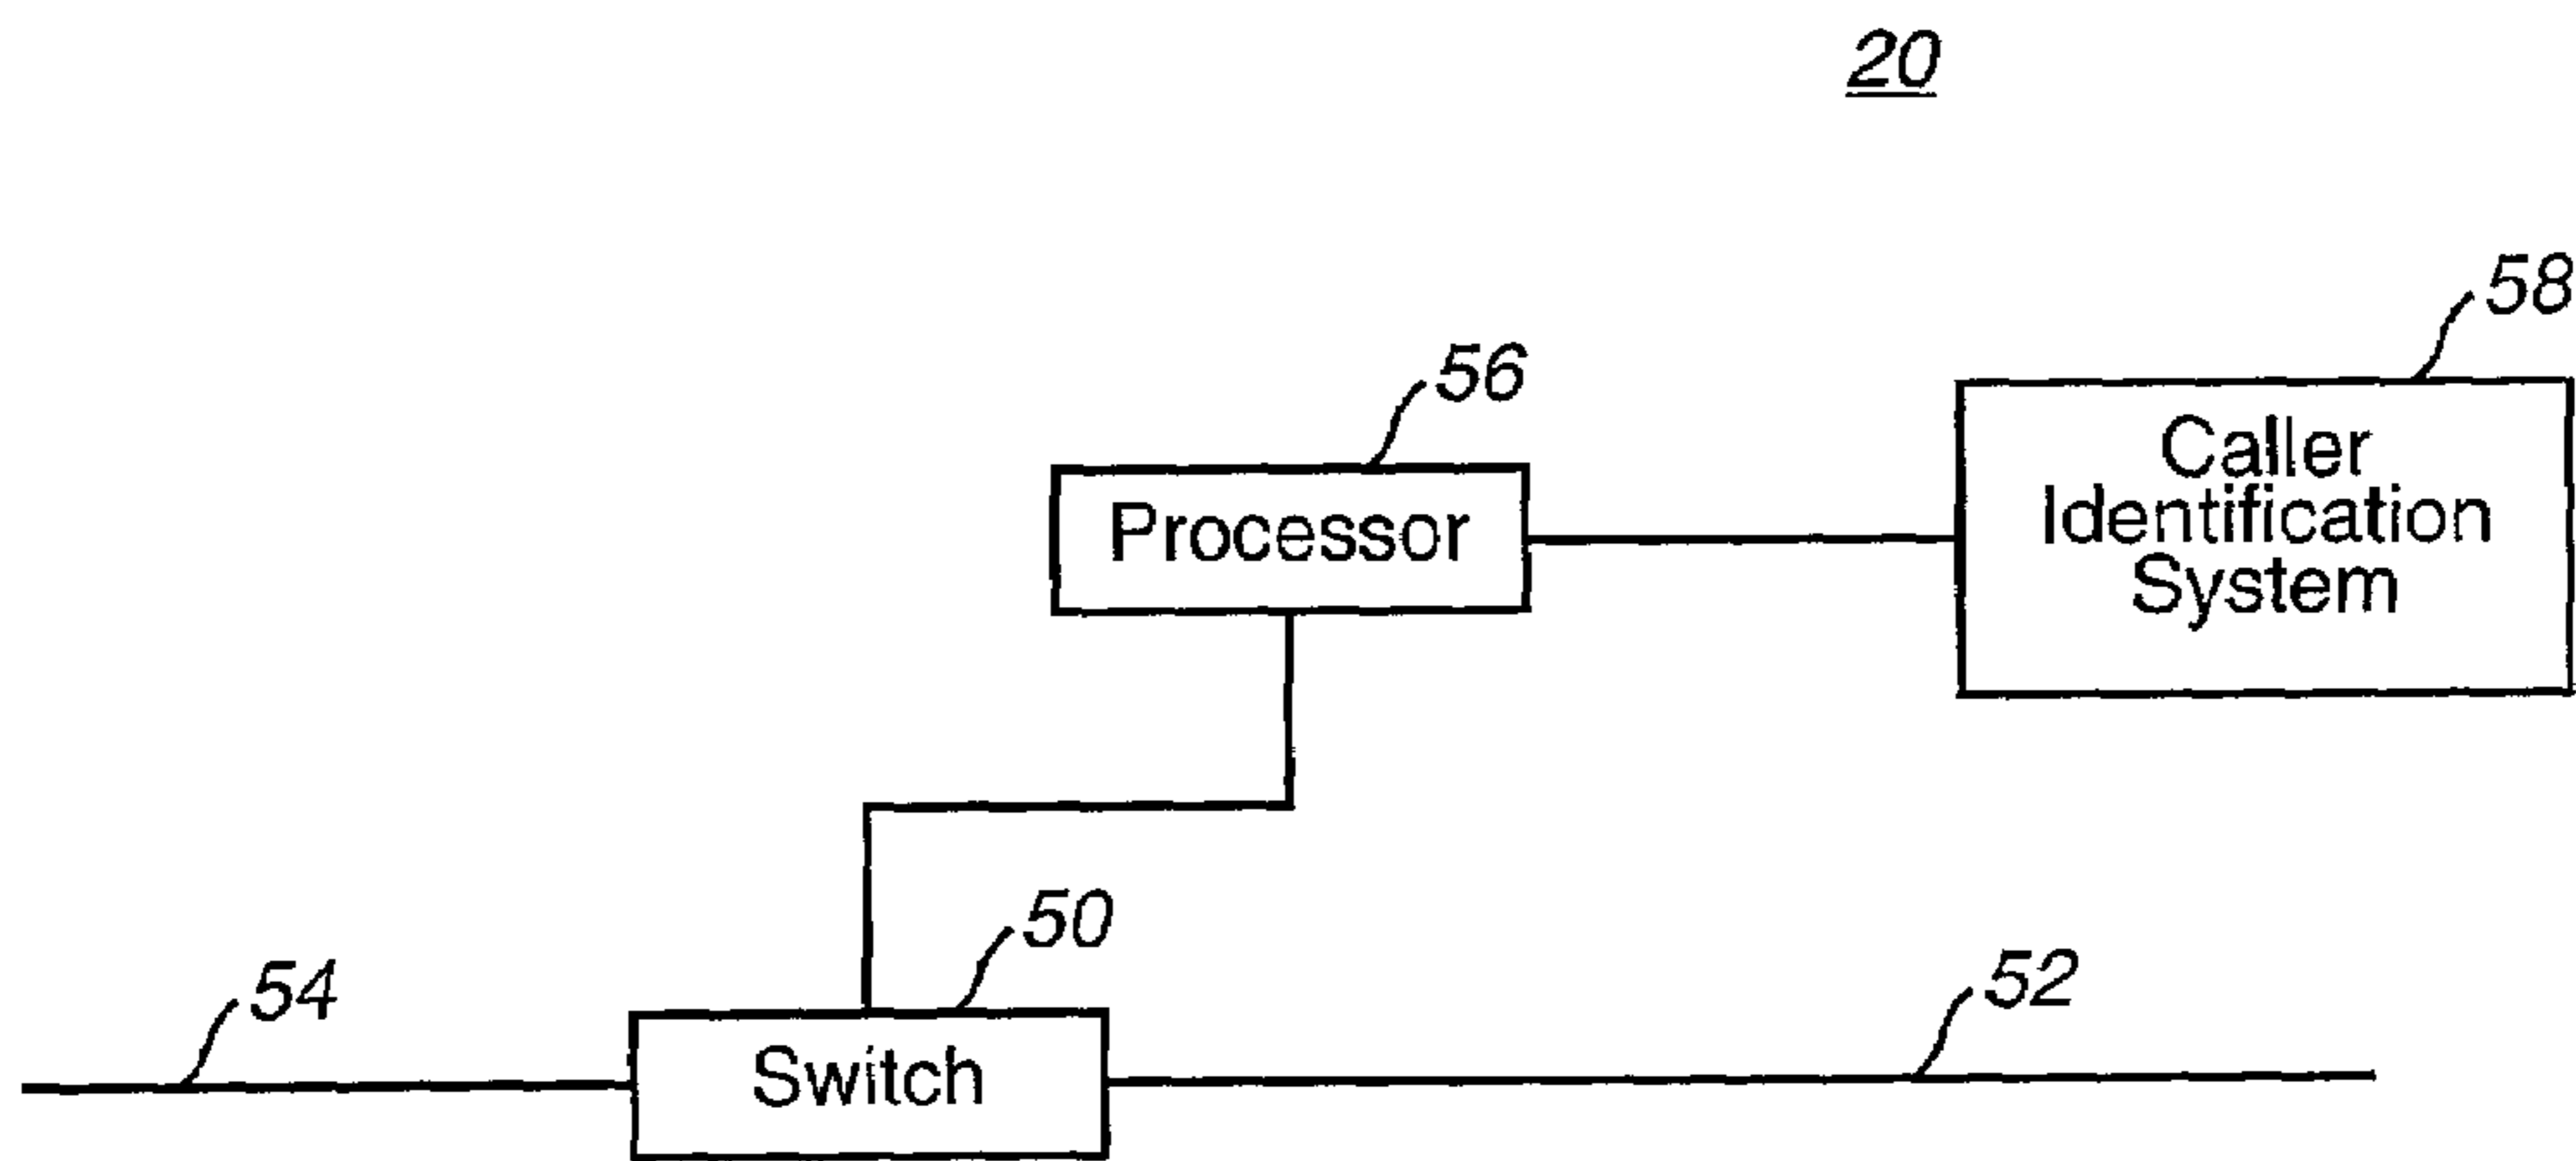 20
58
56
Caller
Identification
System
Processor
50
54
52
Switch